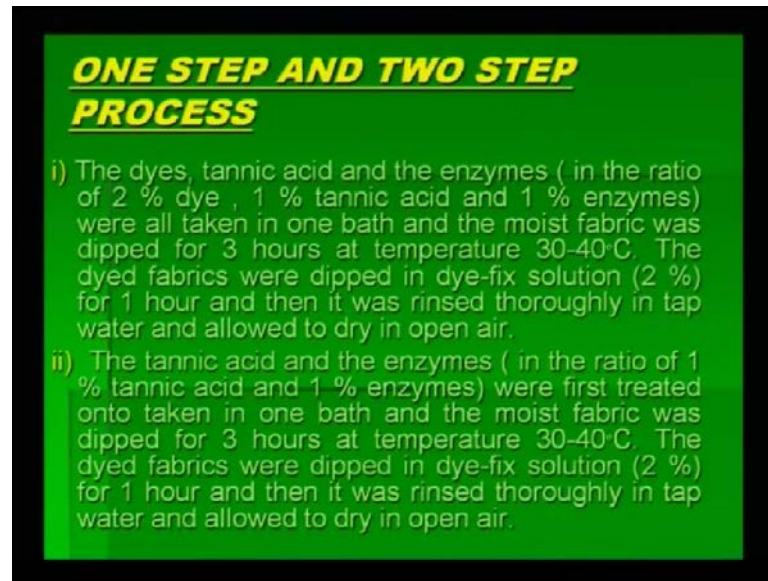 ONE STEP AND TWO STEP
PROCESS
i) The dyes, tannic acid and the enzymes ( in the ratio
of 2 % dye , 1 % tannic acid and 1 % enzymes)
were all taken in one bath and the moist fabric was
dipped for 3 hours at temperature 30-40°C. The
dyed fabrics were dipped in dye-fix solution (2 %)
for 1 hour and then it was rinsed thoroughly in tap
water and allowed to dry in open air.
ii) The tannic acid and the enzymes ( in the ratio of 1
% tannic acid and 1 % enzymes) were first treated
onto taken in one bath and the moist fabric was
dipped for 3 hours at temperature 30-40°C. The
dyed fabrics were dipped in dye-fix solution (2 %)
for 1 hour and then it was rinsed thoroughly in tap
water and allowed to dry in open air.